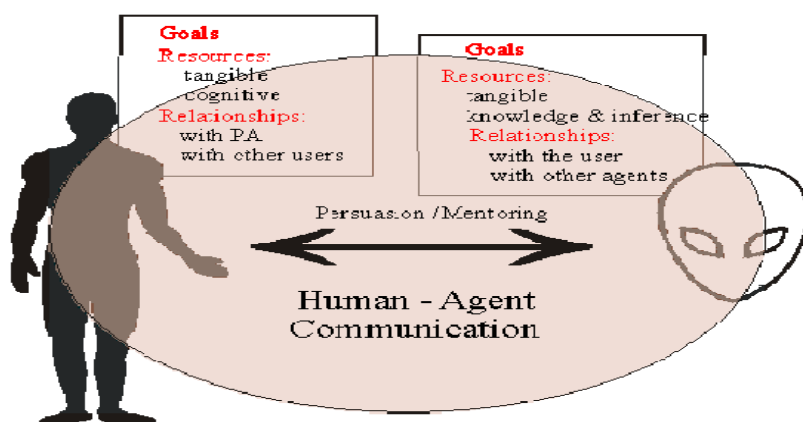 Goals
Resources:
tangible
cognitive
Relationships:
with PA
with other users
Goals
Resources:
tangible
knowledge & inference
Relationships:
with the user
with other agents
Persuasion / Mentoring
Human - Agent
Communication